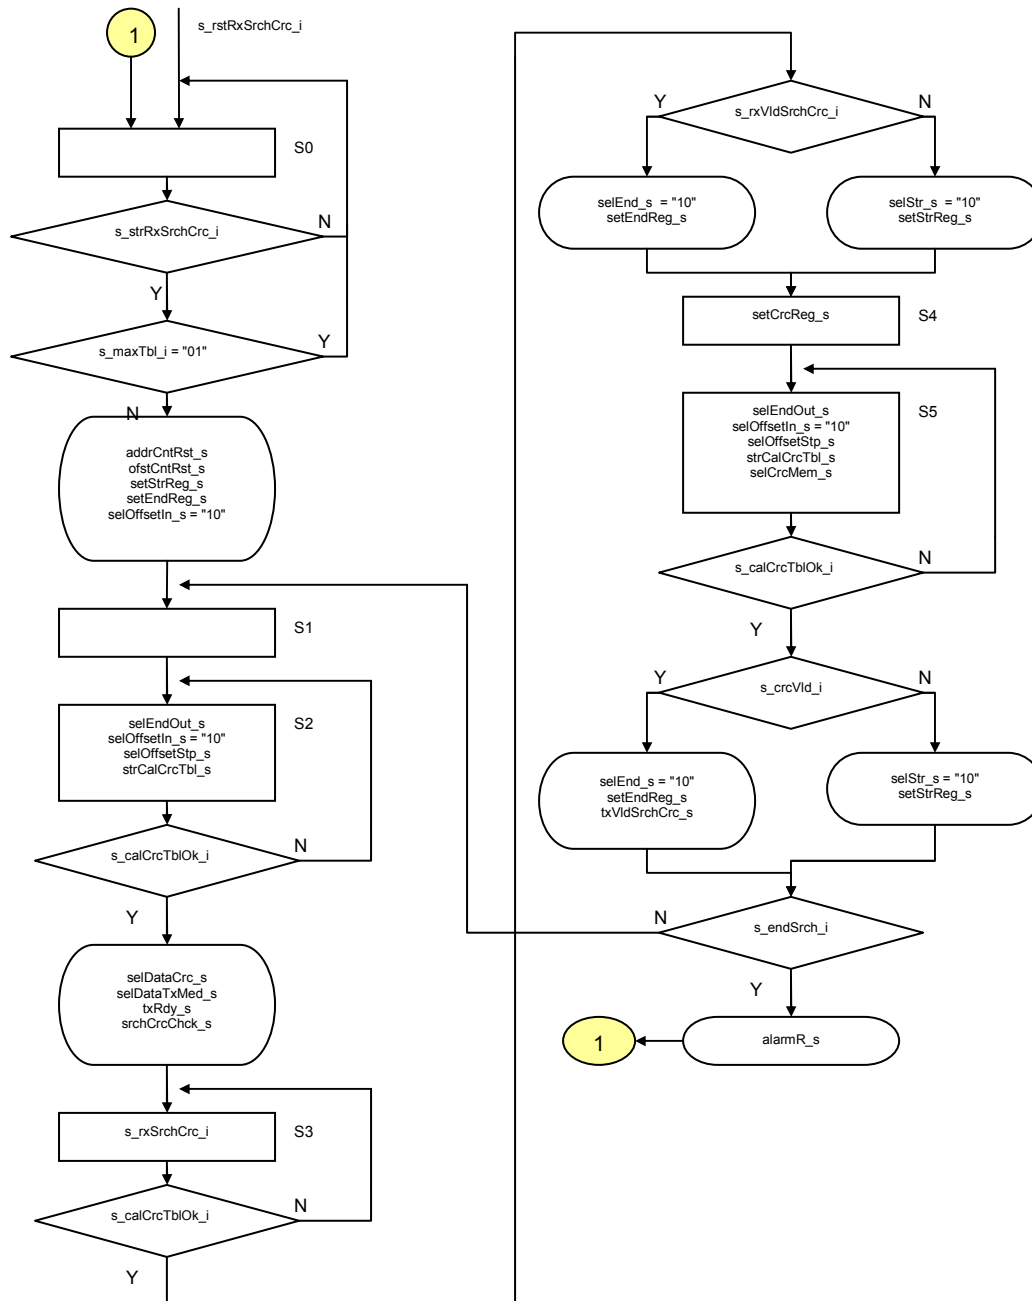 1
s_rstRxSrchCrc_i
S0
s_strRxSrchCrc_i
N
Y
s_maxTbl_i = "01"
Y
N
addrCntRst_s
ofstCntRst_s
setStrReg_s
setEndReg_s
selOffsetIn_s = "10"
S1
selEndOut_s
selOffsetIn_s = "10"
selOffsetStp_s
strCalCrcTbl_s
S2
s_calCrcTblOk_i
N
Y
selDataCrc_s
selDataTxMed_s
txRdy_s
srchCrcChck_s
s_rxSrchCrc_i
S3
s_calCrcTblOk_i
N
Y
Y
s_rxVldSrchCrc_i
N
selEnd_s = "10"
setEndReg_s
selStr_s = "10"
setStrReg_s
setCrcReg_s
S4
selEndOut_s
selOffsetIn_s = "10"
selOffsetStp_s
strCalCrcTbl_s
selCrcMem_s
S5
s_calCrcTblOk_i
N
Y
Y
s_crcVld_i
N
selEnd_s = "10"
setEndReg_s
txVldSrchCrc_s
selStr_s = "10"
setStrReg_s
N
s_endSrch_i
Y
1
alarmR_s